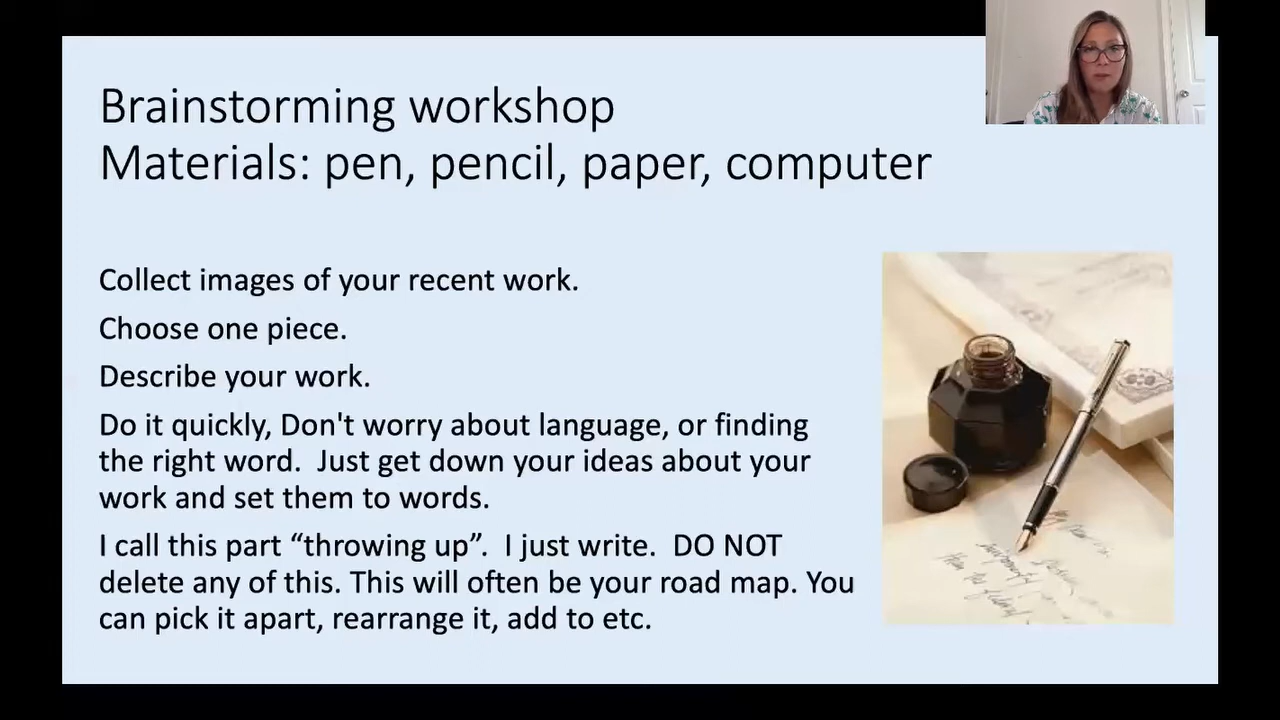 Brainstorming workshop
Materials: pen, pencil, paper, computer
Collect images of your recent work.
Choose one piece.
Describe your work.
Do it quickly, Don't worry about language, or finding
the right word.  Just get down your ideas about your
work and set them to words.
I call this part “throwing up”.  I just write.  DO NOT
delete any of this. This will often be your road map. You
can pick it apart, rearrange it, add to etc.